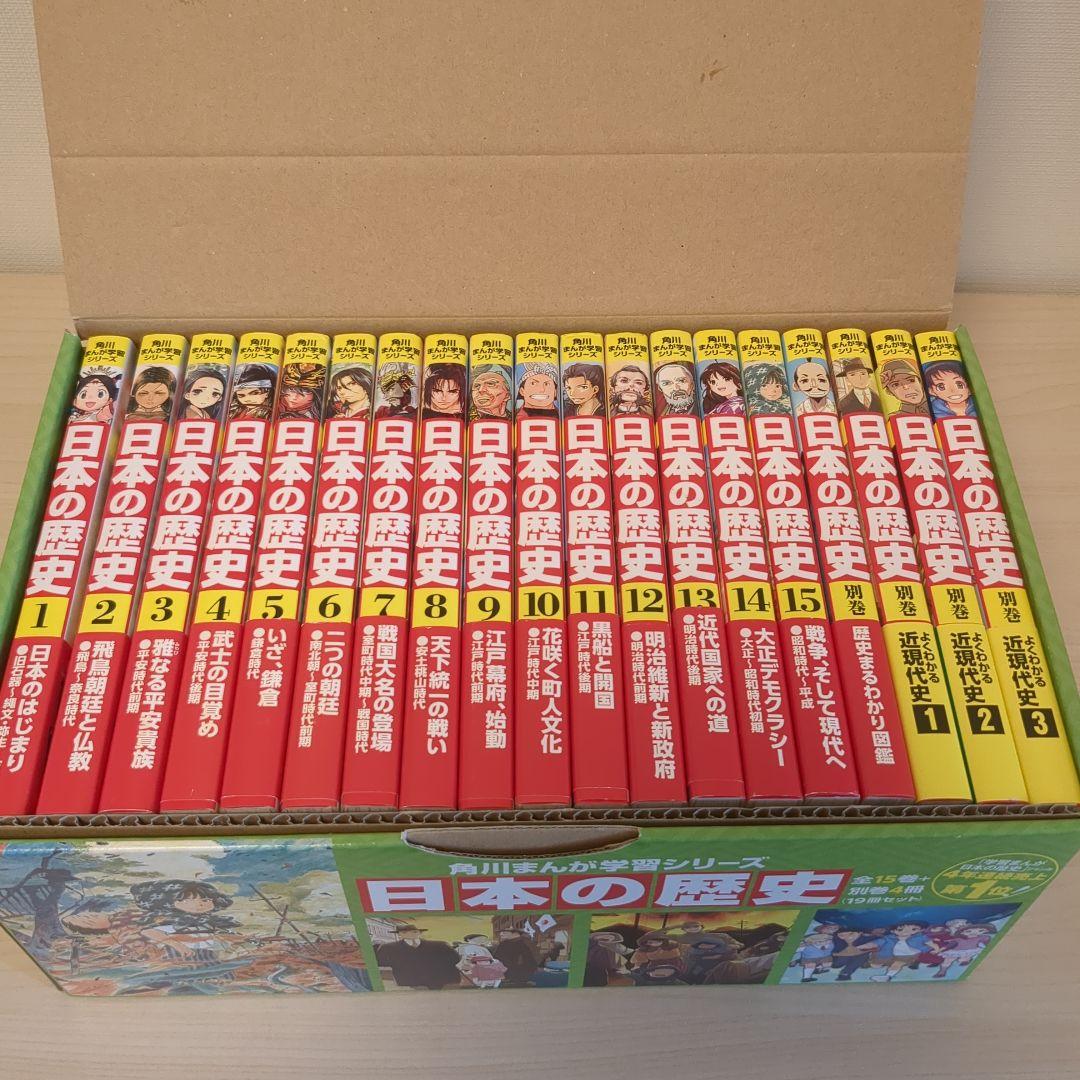 角川
まんが学習
シリーズ
日本の歴史
1
日本のはじまり
●旧石器〜縄文・弥生
角川
まんが学習
シリーズ
日本の歴史
2
飛鳥朝廷と仏教
●飛鳥〜奈良時代
角川
まんが学習
シリーズ
日本の歴史
3
雅なる平安貴族
●平安時代前期
角川
まんが学習
シリーズ
日本の歴史
4
武士の目覚め
●平安時代後期
角川
まんが学習
シリーズ
日本の歴史
5
いざ、鎌倉
●鎌倉時代
角川
まんが学習
シリーズ
日本の歴史
6
二つの朝廷
●南北朝〜室町時代前期
角川
まんが学習
シリーズ
日本の歴史
7
戦国大名の登場
●室町時代中期〜戦国時代
角川
まんが学習
シリーズ
日本の歴史
8
天下統一の戦い
●安土桃山時代
角川
まんが学習
シリーズ
日本の歴史
9
江戸幕府、始動
●江戸時代前期
角川
まんが学習
シリーズ
日本の歴史
10
花咲く町人文化
●江戸時代中期
角川
まんが学習
シリーズ
日本の歴史
11
黒船と開国
●江戸時代後期
角川
まんが学習
シリーズ
日本の歴史
12
明治維新と新政府
●明治時代前期
角川
まんが学習
シリーズ
日本の歴史
13
近代国家への道
●明治時代後期
角川
まんが学習
シリーズ
日本の歴史
14
大正デモクラシー
●大正〜昭和時代初期
角川
まんが学習
シリーズ
日本の歴史
15
戦争、そして現代へ
●昭和時代〜平成
角川
まんが学習
シリーズ
日本の歴史
別巻
歴史まるわかり図鑑
角川
まんが学習
シリーズ
日本の歴史
別巻
よくわかる
近現代史
1
角川
まんが学習
シリーズ
日本の歴史
別巻
よくわかる
近現代史
2
角川
まんが学習
シリーズ
日本の歴史
別巻
よくわかる
近現代史
3
角川まんが学習シリーズ
日本の歴史
全15巻+
別巻4冊
(19冊セット)
4年連続売上
第1位!